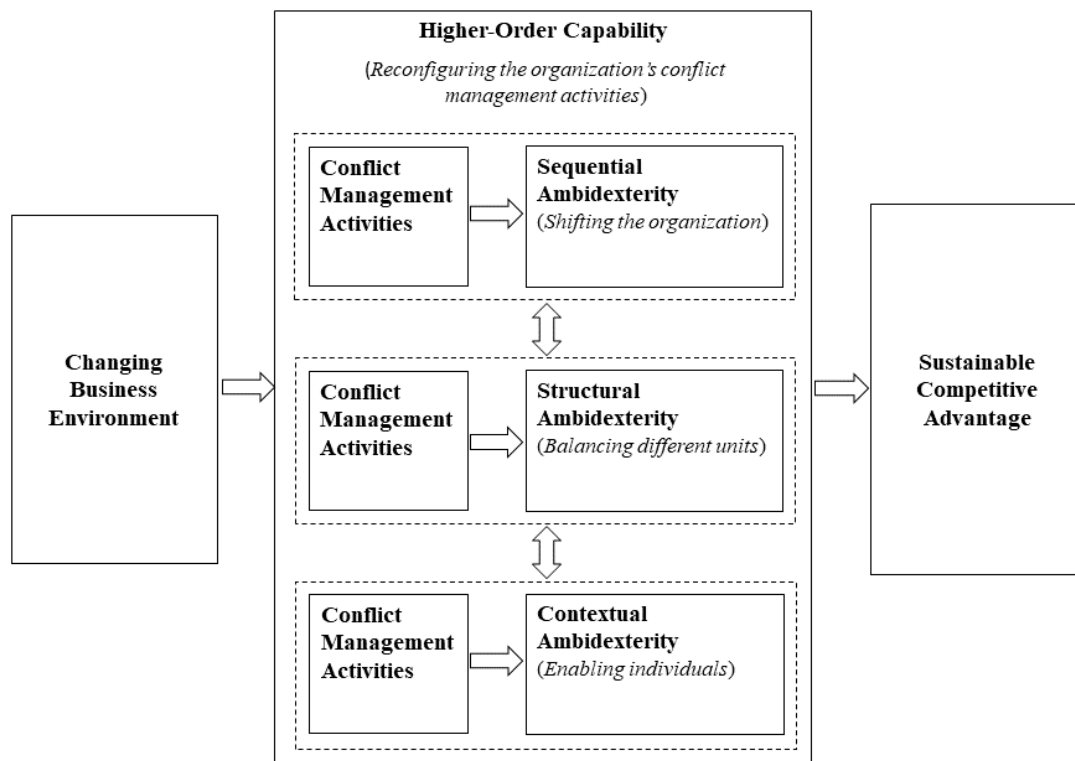 Higher-Order Capability
(Reconfiguring the organization’s conflict
management activities)
Conflict
Management
Activities
Sequential
Ambidexterity
(Shifting the organization)
Changing
Business
Environment
Conflict
Management
Activities
Structural
Ambidexterity
(Balancing different units)
Sustainable
Competitive
Advantage
Conflict
Management
Activities
Contextual
Ambidexterity
(Enabling individuals)